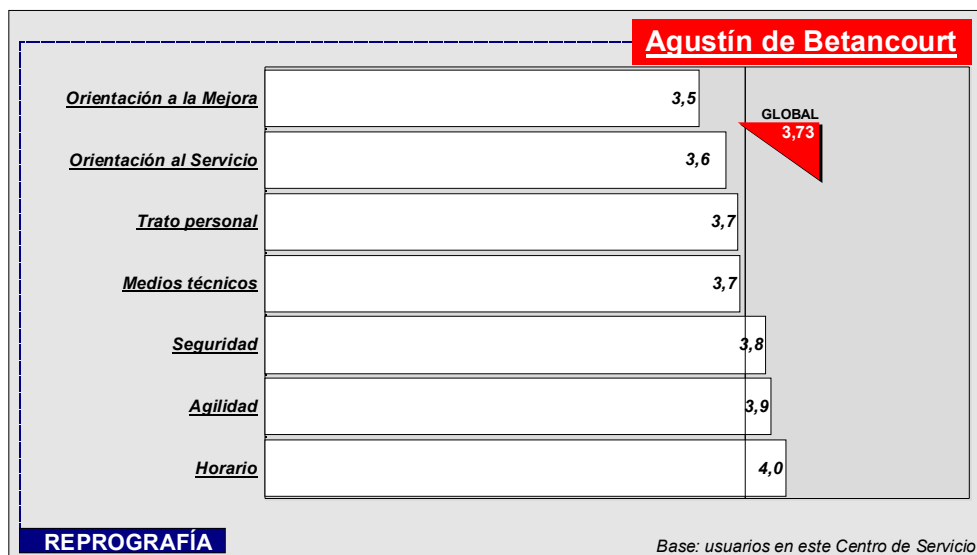 Agustín de Betancourt
Orientación a la Mejora
3,5
GLOBAL
3,73
Orientación al Servicio
3,6
Trato personal
3,7
Medios técnicos
3,7
Seguridad
3,8
Agilidad
3,9
Horario
4,0
REPROGRAFÍA
Base: usuarios en este Centro de Servicio